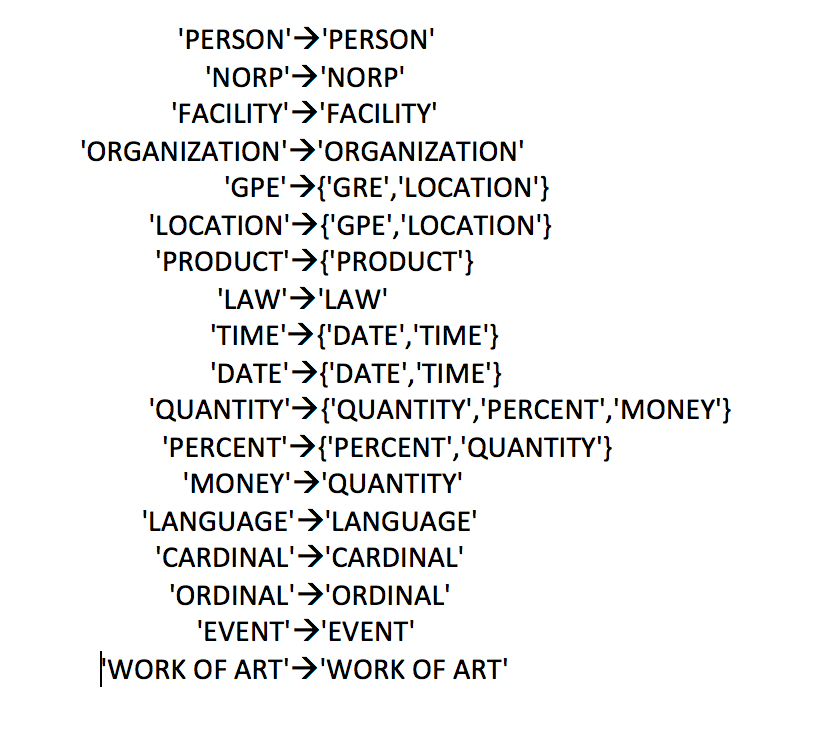 'PERSON'→'PERSON'
'NORP'→'NORP'
'FACILITY'→'FACILITY'
'ORGANIZATION'→'ORGANIZATION'
'GPE'→{'GRE','LOCATION'}
'LOCATION'→{'GPE','LOCATION'}
'PRODUCT'→{'PRODUCT'}
'LAW'→'LAW'
'TIME'→{'DATE','TIME'}
'DATE'→{'DATE','TIME'}
'QUANTITY'→{'QUANTITY','PERCENT','MONEY'}
'PERCENT'→{'PERCENT','QUANTITY'}
'MONEY'→'QUANTITY'
'LANGUAGE'→'LANGUAGE'
'CARDINAL'→'CARDINAL'
'ORDINAL'→'ORDINAL'
'EVENT'→'EVENT'
'WORK OF ART'→'WORK OF ART'